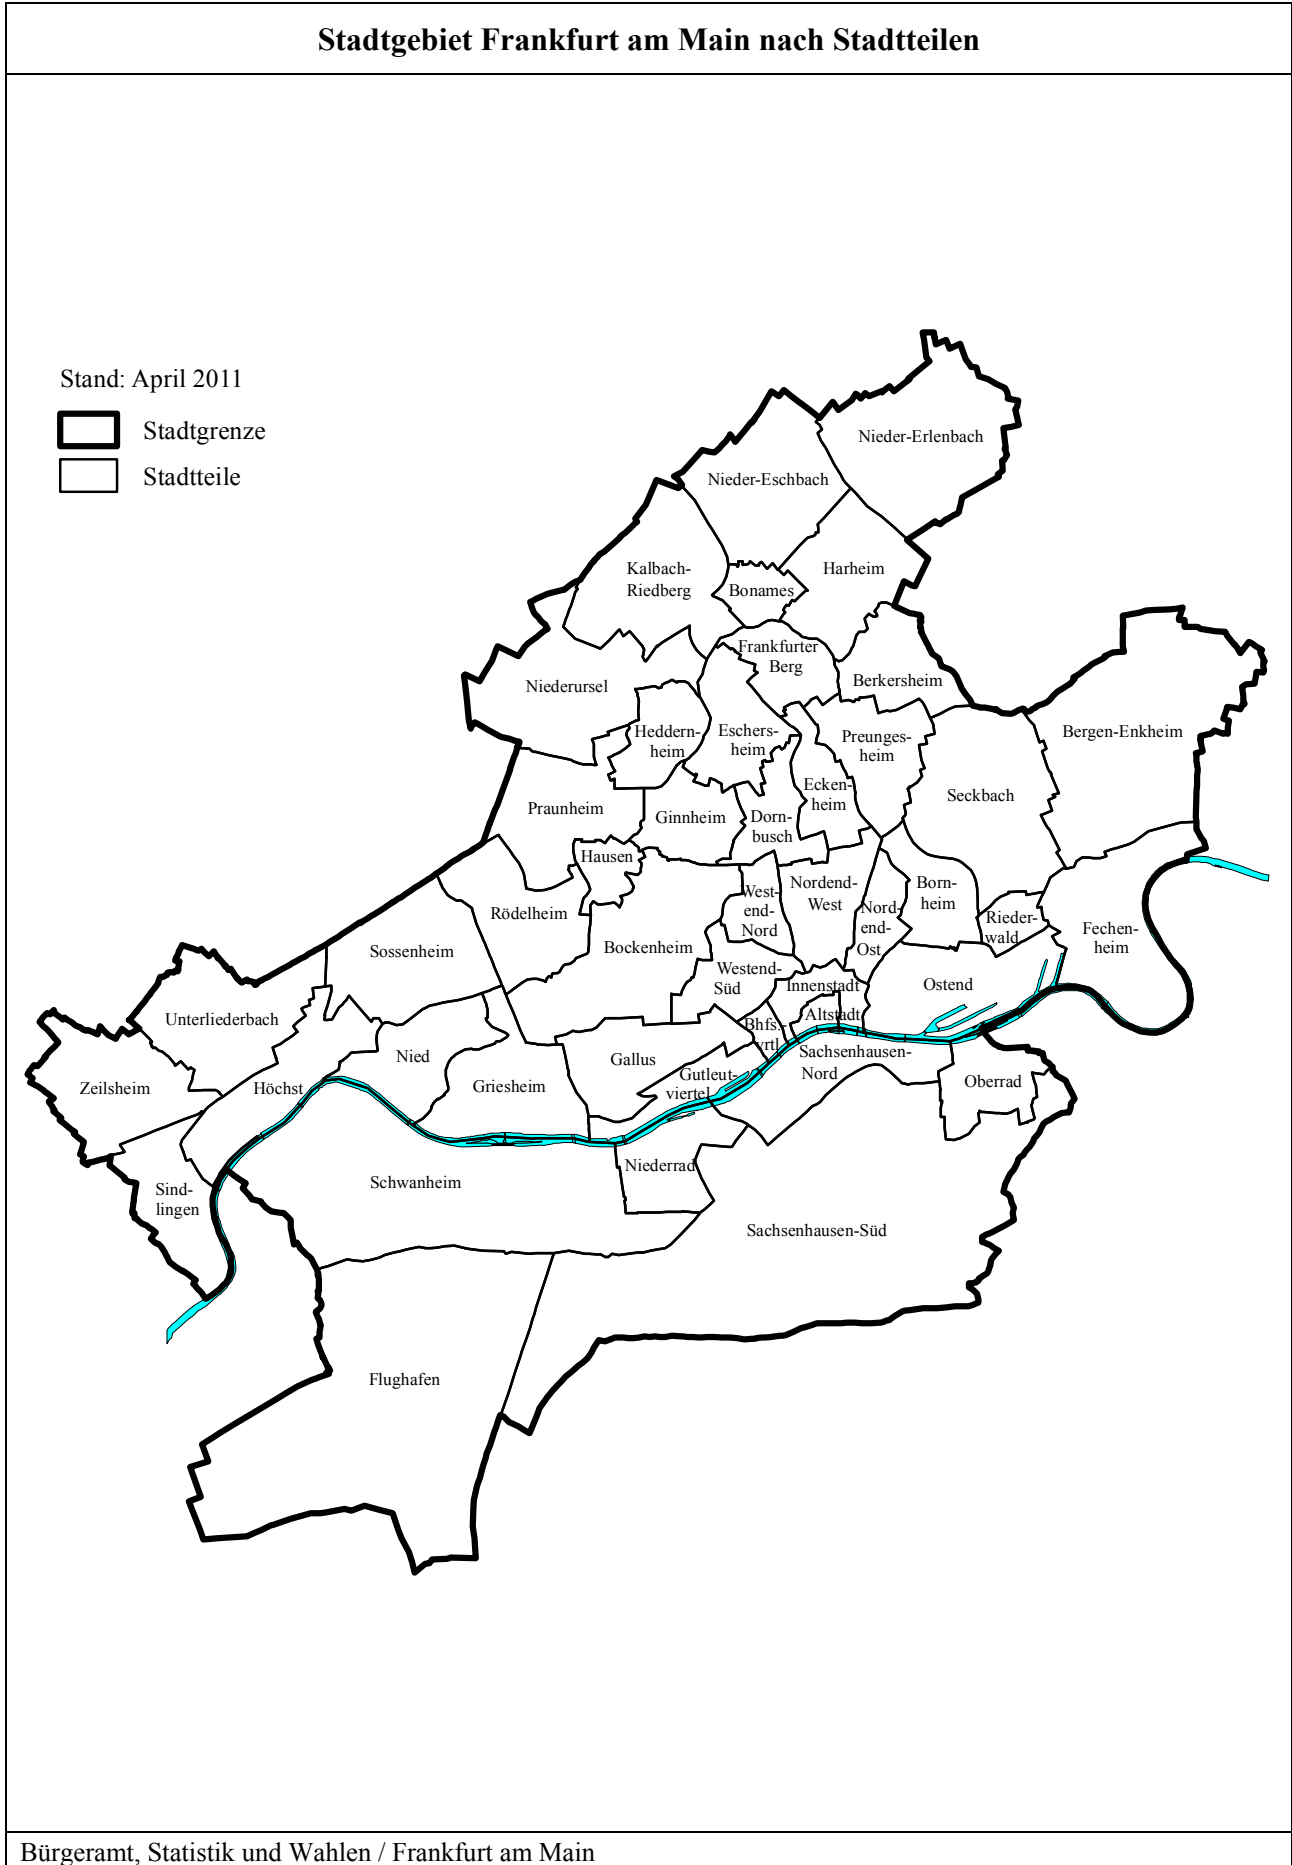 Stadtgebiet Frankfurt am Main nach Stadtteilen
Stand: April 2011
Stadtgrenze
Stadtteile
Nieder-Erlenbach
Nieder-Eschbach
Kalbach-
Riedberg
Harheim
Bonames
Frankfurter
Berg
Berkersheim
Niederursel
Heddern-
heim
Eschers-
heim
Preunges-
heim
Bergen-Enkheim
Ecken-
heim
Seckbach
Praunheim
Ginnheim
Dorn-
busch
Hausen
West-
end-
Nord
Nordend-
West
Nord-
end-
Ost
Born-
heim
Rieder-
wald
Fechen-
heim
Rödelheim
Bockenheim
Sossenheim
Westend-
Süd
Innenstadt
Ostend
Altstadt
Unterliederbach
Bhfs.-
vrtl.
Sachsenhausen-
Nord
Nied
Gallus
Gutleut-
viertel
Oberrad
Zeilsheim
Höchst
Griesheim
Niederrad
Schwanheim
Sind-
lingen
Sachsenhausen-Süd
Flughafen
Bürgeramt, Statistik und Wahlen / Frankfurt am Main